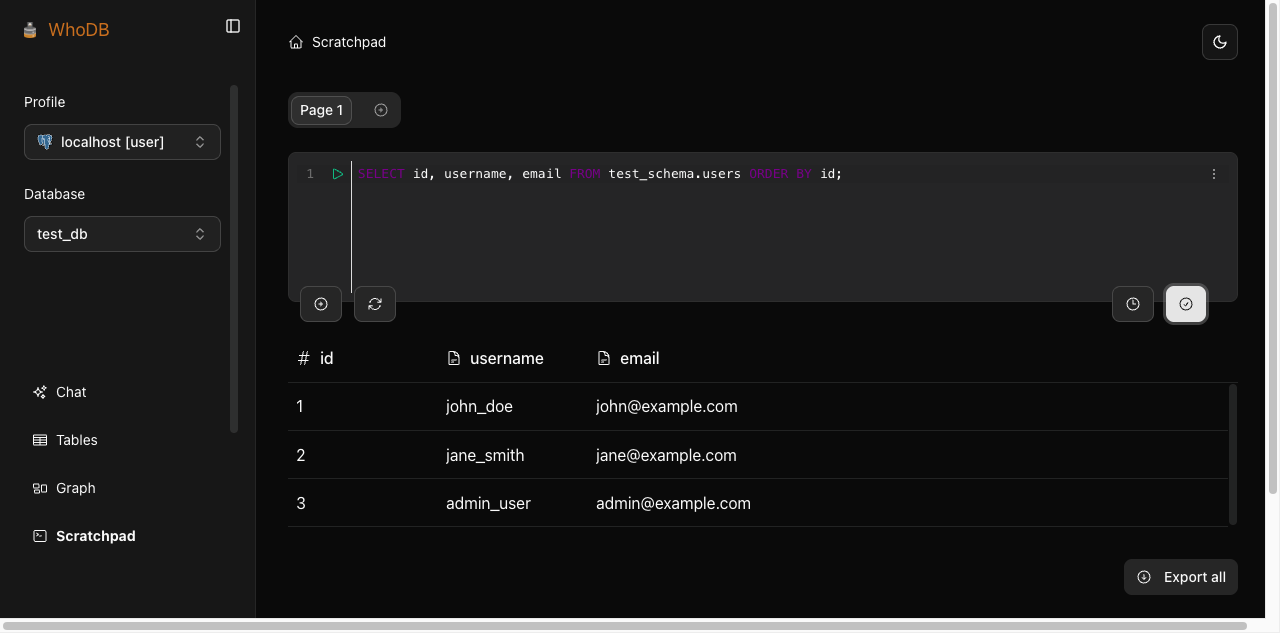 WhoDB
Profile
localhost [user]
Database
test_db
Chat
Tables
Graph
Scratchpad
Scratchpad
Page 1
1 SELECT id, username, email FROM test_schema.users ORDER BY id;
# id username email
1 john_doe john@example.com
2 jane_smith jane@example.com
3 admin_user admin@example.com
Export all